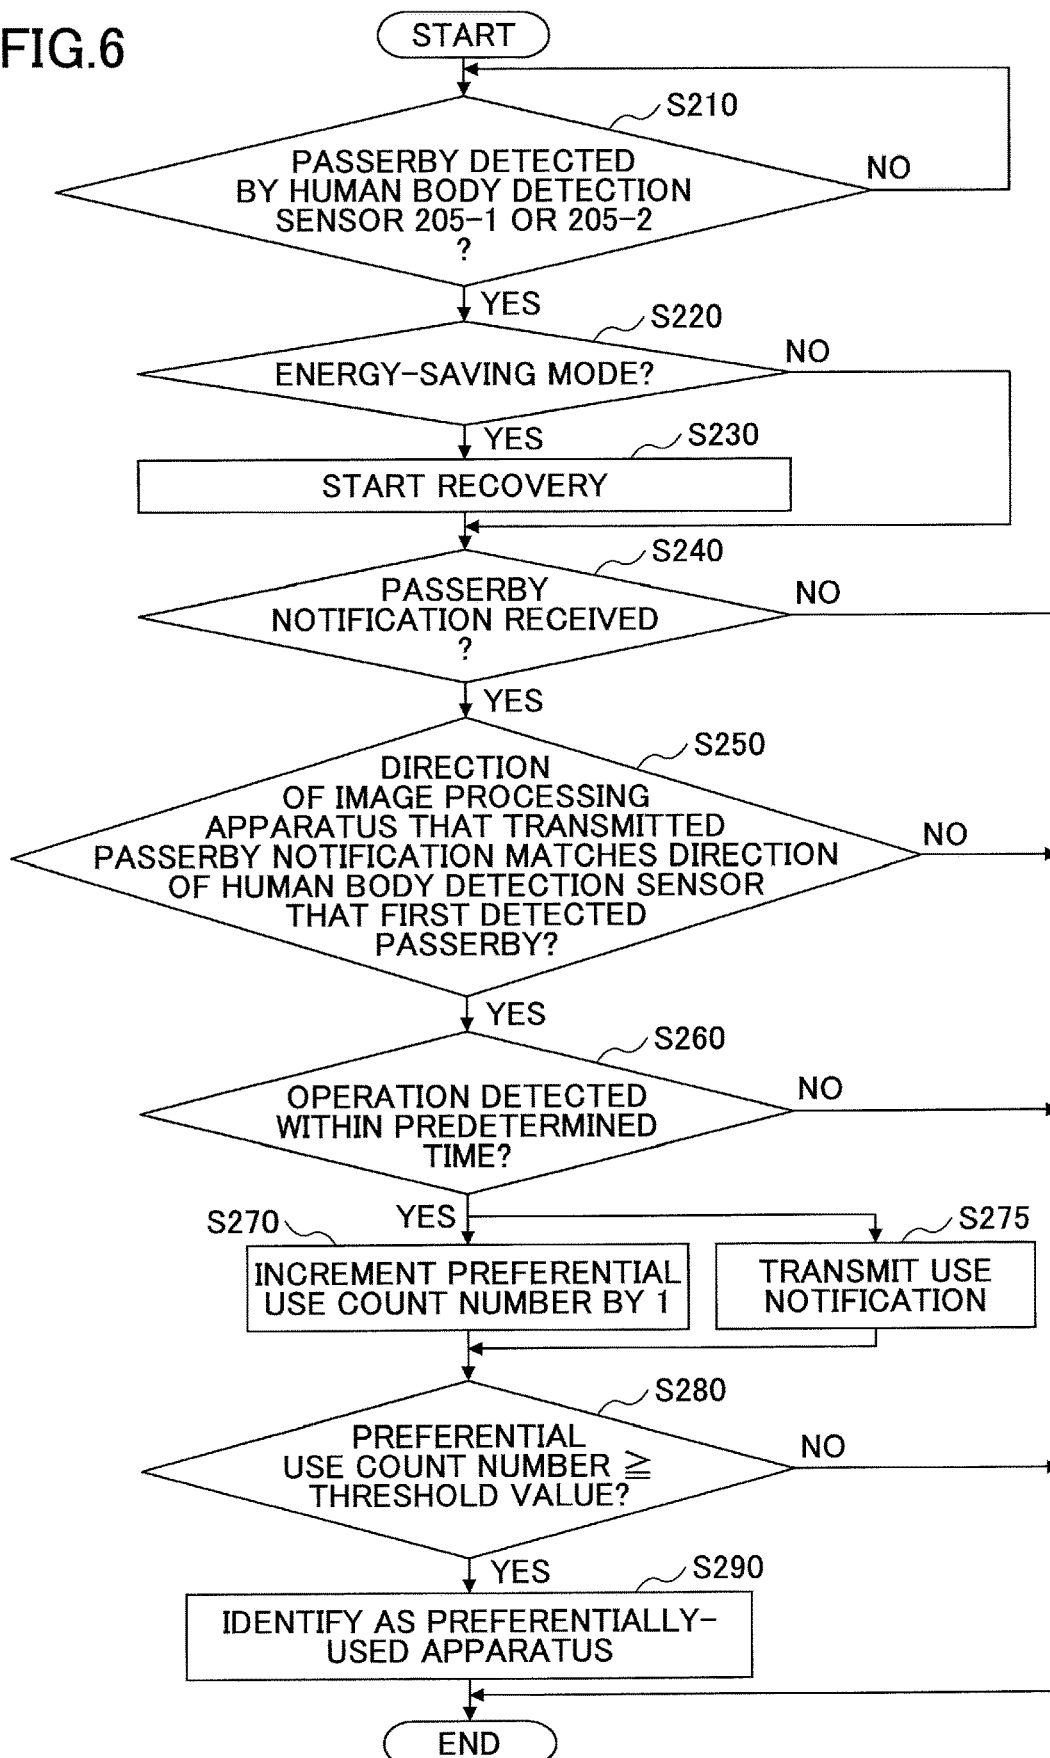 FIG.6
START
S210
PASSERBY DETECTED
BY HUMAN BODY DETECTION
SENSOR 205-1 OR 205-2
?
NO
YES
S220
ENERGY-SAVING MODE?
NO
YES
S230
START RECOVERY
S240
PASSERBY
NOTIFICATION RECEIVED
?
NO
YES
S250
DIRECTION
OF IMAGE PROCESSING
APPARATUS THAT TRANSMITTED
PASSERBY NOTIFICATION MATCHES DIRECTION
OF HUMAN BODY DETECTION SENSOR
THAT FIRST DETECTED
PASSERBY?
NO
YES
S260
OPERATION DETECTED
WITHIN PREDETERMINED
TIME?
NO
YES
S270
INCREMENT PREFERENTIAL
USE COUNT NUMBER BY 1
S275
TRANSMIT USE
NOTIFICATION
S280
PREFERENTIAL
USE COUNT NUMBER ≧
THRESHOLD VALUE?
NO
YES
S290
IDENTIFY AS PREFERENTIALLY-
USED APPARATUS
END